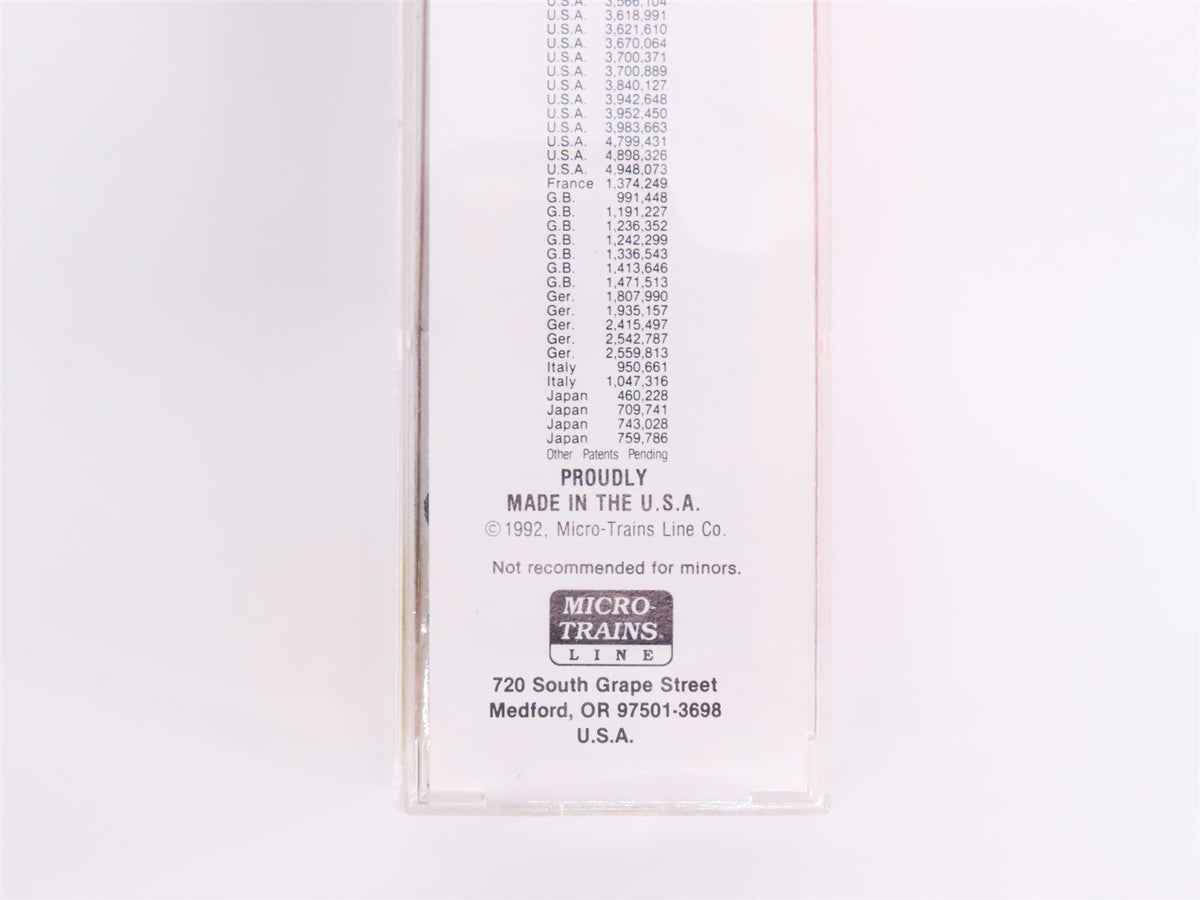 U.S.A. 3,566,104
U.S.A. 3,618,991
U.S.A. 3,621,610
U.S.A. 3,670,064
U.S.A. 3,700,371
U.S.A. 3,700,889
U.S.A. 3,840,127
U.S.A. 3,942,648
U.S.A. 3,952,450
U.S.A. 3,983,663
U.S.A. 4,799,431
U.S.A. 4,898,326
U.S.A. 4,948,073
France 1,374,249
G.B. 991,448
G.B. 1,191,227
G.B. 1,236,352
G.B. 1,242,299
G.B. 1,336,543
G.B. 1,413,646
G.B. 1,471,513
Ger. 1,807,990
Ger. 1,935,157
Ger. 2,415,497
Ger. 2,542,787
Ger. 2,559,813
Italy 950,661
Italy 1,047,316
Japan 460,228
Japan 709,741
Japan 743,028
Japan 759,786
Other Patents Pending
PROUDLY
MADE IN THE U.S.A.
©1992, Micro-Trains Line Co.
Not recommended for minors.
MICRO-
TRAINS®
LINE
720 South Grape Street
Medford, OR 97501-3698
U.S.A.